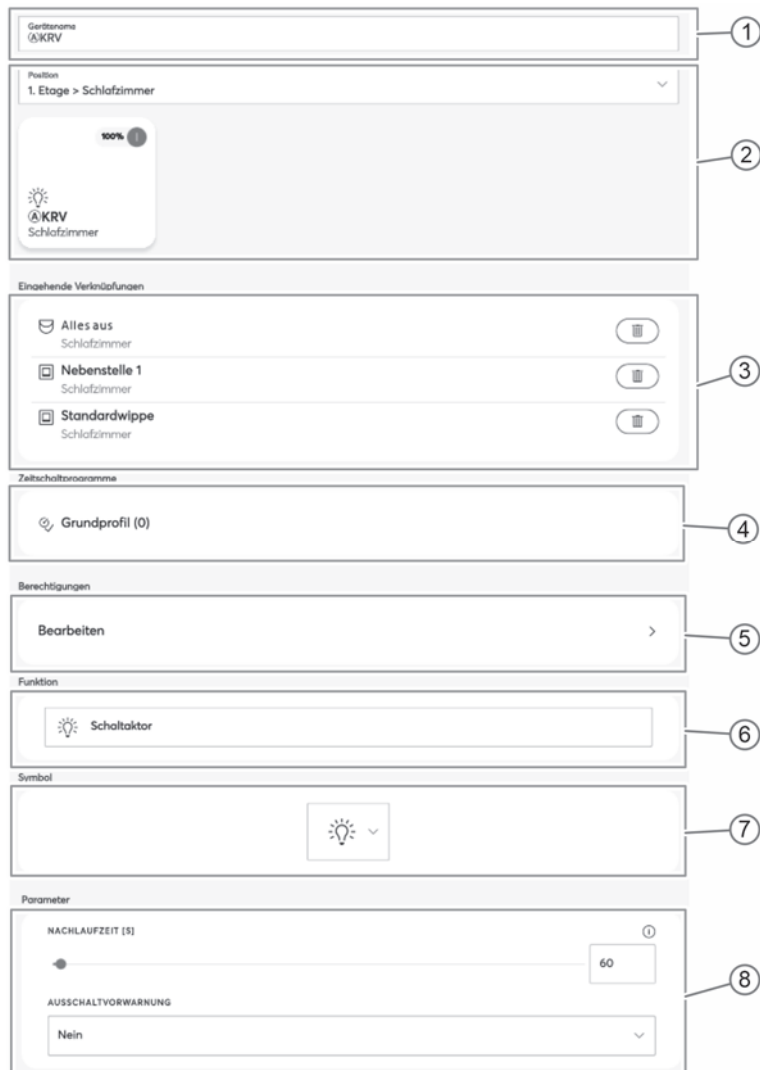 Gerätename
ⒶKRV
①
Position
1. Etage > Schlafzimmer
②
100%
ⒶKRV
Schlafzimmer
Eingehende Verknüpfungen
Alles aus
Schlafzimmer
③
Nebenstelle 1
Schlafzimmer
Standardwippe
Schlafzimmer
Zeitschaltprogramme
Grundprofil (0)
④
Berechtigungen
Bearbeiten
⑤
Funktion
Schaltaktor
⑥
Symbol
⑦
Parameter
NACHLAUFZEIT [S]
60
⑧
AUSSCHALTVORWARNUNG
Nein